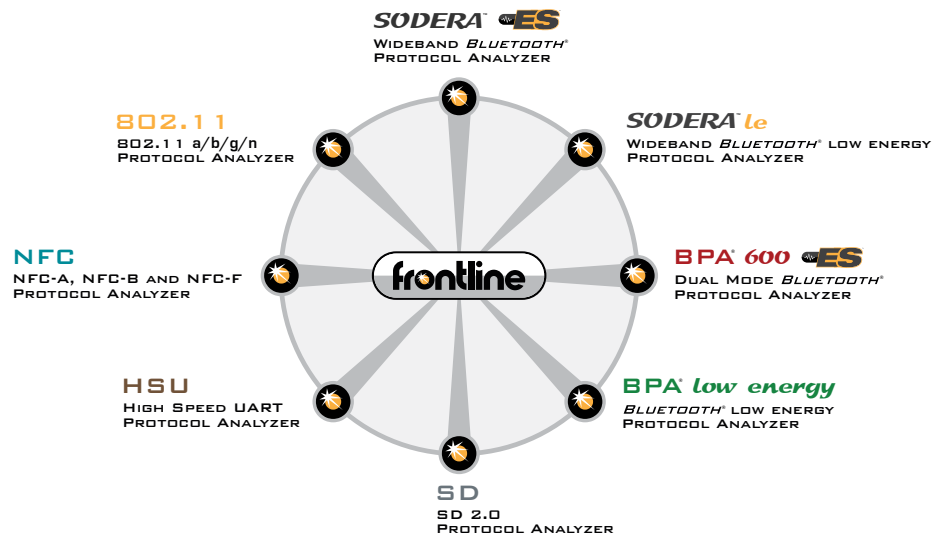 SODERA™ ES
Wideband Bluetooth®
Protocol Analyzer
802.11
802.11 a/b/g/n
Protocol Analyzer
SODERA™ le
Wideband Bluetooth® low energy
Protocol Analyzer
NFC
NFC-A, NFC-B and NFC-F
Protocol Analyzer
frontline
BPA® 600 ES
Dual Mode Bluetooth®
Protocol Analyzer
HSU
High Speed UART
Protocol Analyzer
BPA® low energy
Bluetooth® low energy
Protocol Analyzer
SD
SD 2.0
Protocol Analyzer